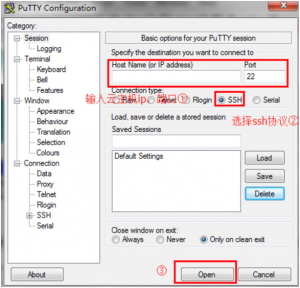 PuTTY Configuration
Category:
Session
Logging
Terminal
Keyboard
Bell
Features
Window
Appearance
Behaviour
Translation
Selection
Colours
Connection
Data
Proxy
Telnet
Rlogin
SSH
Serial
Basic options for your PuTTY session
Specify the destination you want to connect to
Host Name (or IP address) Port
22
Connection type:
Rlogin SSH Serial
输入云主机ip、端口①
选择ssh协议②
Load, save or delete a stored session
Saved Sessions
Default Settings
Load
Save
Delete
Close window on exit:
Always Never Only on clean exit
③
About Open Cancel